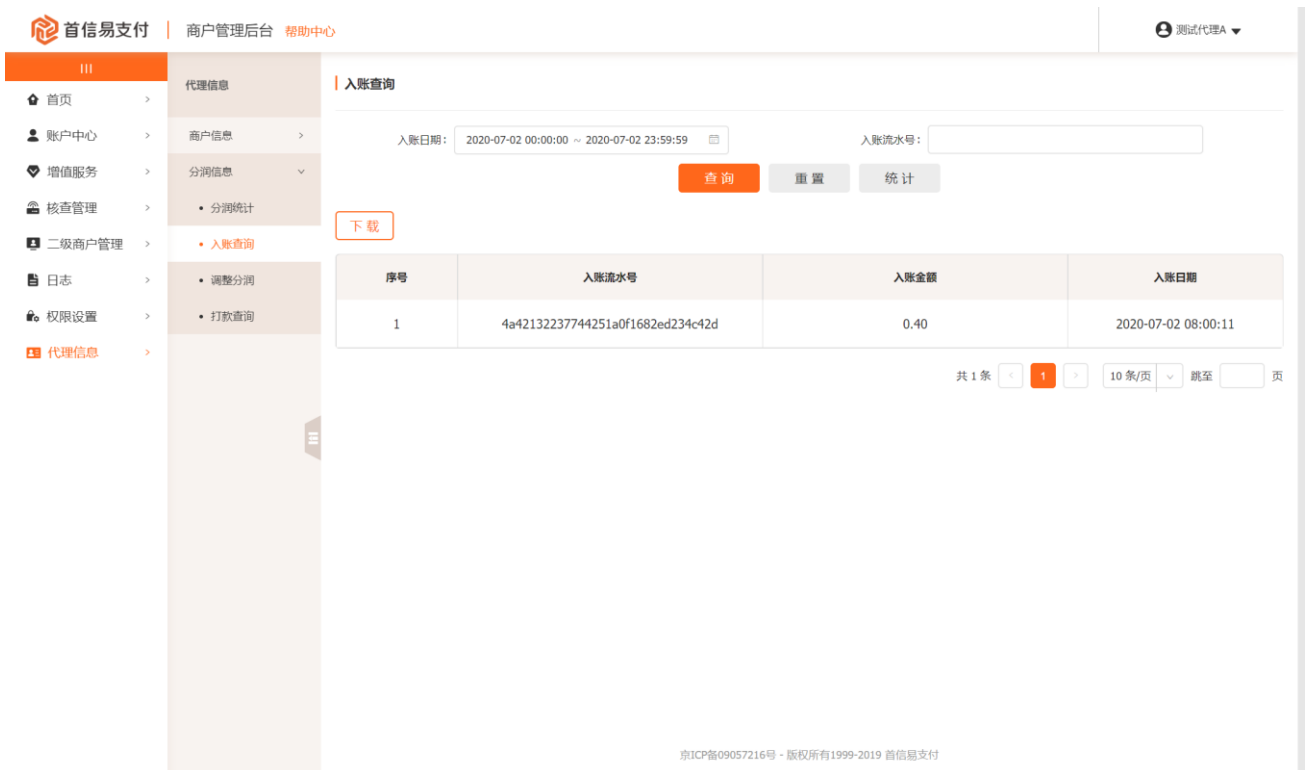 首信易支付 商户管理后台 帮助中心 测试代理A
首页
账户中心
增值服务
核查管理
二级商户管理
日志
权限设置
代理信息
代理信息
商户信息
分润信息
分润统计
入账查询
调整分润
打款查询
入账查询
入账日期： 2020-07-02 00:00:00 ~ 2020-07-02 23:59:59 入账流水号：
查 询 重 置 统 计
下 载
序号 入账流水号 入账金额 入账日期
1 4a42132237744251a0f1682ed234c42d 0.40 2020-07-02 08:00:11
共 1 条 < 1 > 10 条/页 跳至 页
京ICP备09057216号 - 版权所有1999-2019 首信易支付